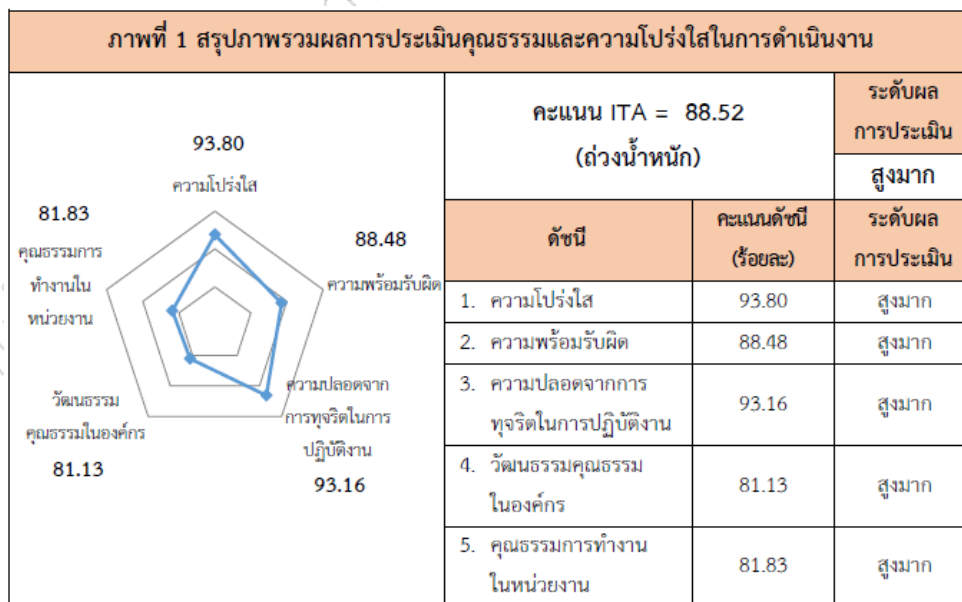 ภาพที่ 1 สรุปภาพรวมผลการประเมินคุณธรรมและความโปร่งใสในการดำเนินงาน
93.80
ความโปร่งใส
81.83
คุณธรรมการ
ทำงานใน
หน่วยงาน
88.48
ความพร้อมรับผิด
วัฒนธรรม
คุณธรรมในองค์กร
81.13
ความปลอดจาก
การทุจริตในการ
ปฏิบัติงาน
93.16
คะแนน ITA = 88.52
(ถ่วงน้ำหนัก)
ระดับผล
การประเมิน
สูงมาก
ดัชนี
คะแนนดัชนี
(ร้อยละ)
ระดับผล
การประเมิน
1. ความโปร่งใส
93.80
สูงมาก
2. ความพร้อมรับผิด
88.48
สูงมาก
3. ความปลอดจากการ
ทุจริตในการปฏิบัติงาน
93.16
สูงมาก
4. วัฒนธรรมคุณธรรม
ในองค์กร
81.13
สูงมาก
5. คุณธรรมการทำงาน
ในหน่วยงาน
81.83
สูงมาก